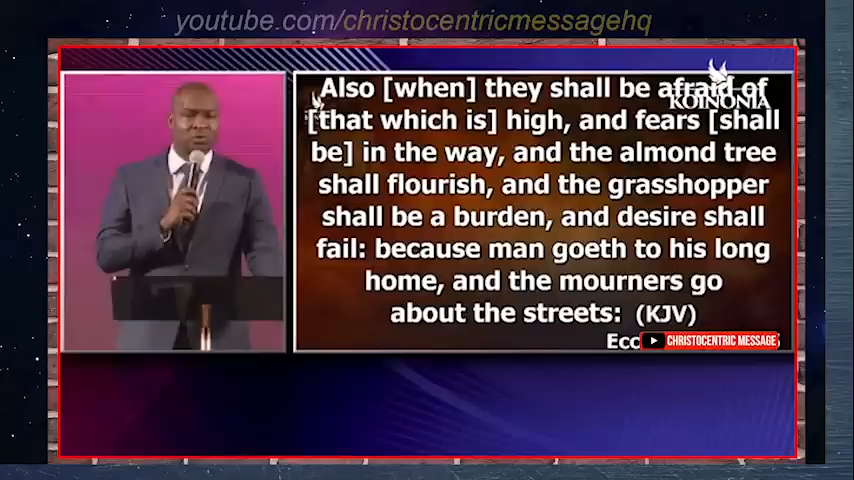 youtube.com/christocentricmessagehq
Also [when] they shall be afraid of
KOINONIA
[that which is] high, and fears [shall
be] in the way, and the almond tree
shall flourish, and the grasshopper
shall be a burden, and desire shall
fail: because man goeth to his long
home, and the mourners go
about the streets: (KJV)
Ecc
CHRISTOCENTRIC MESSAGE